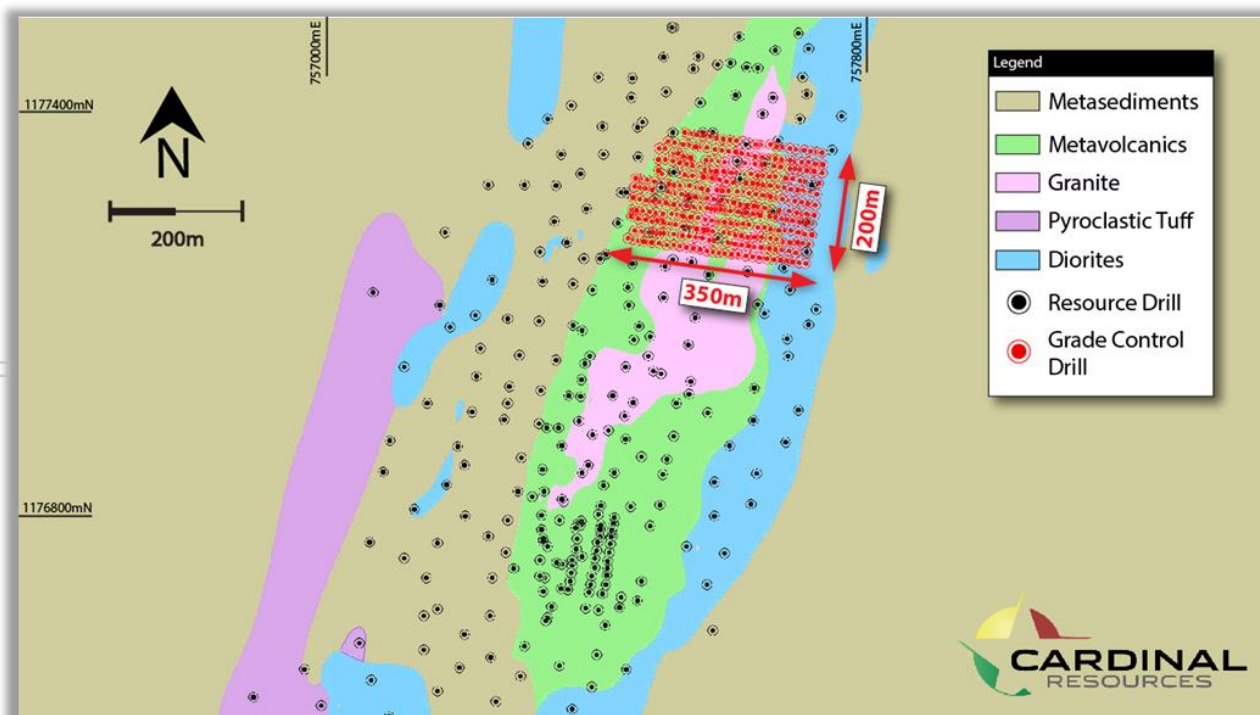 757000mE
757800mE
1177400mN
N
200m
200m
350m
1176800mN
Legend
Metasediments
Metavolcanics
Granite
Pyroclastic Tuff
Diorites
Resource Drill
Grade Control
Drill
CARDINAL
RESOURCES